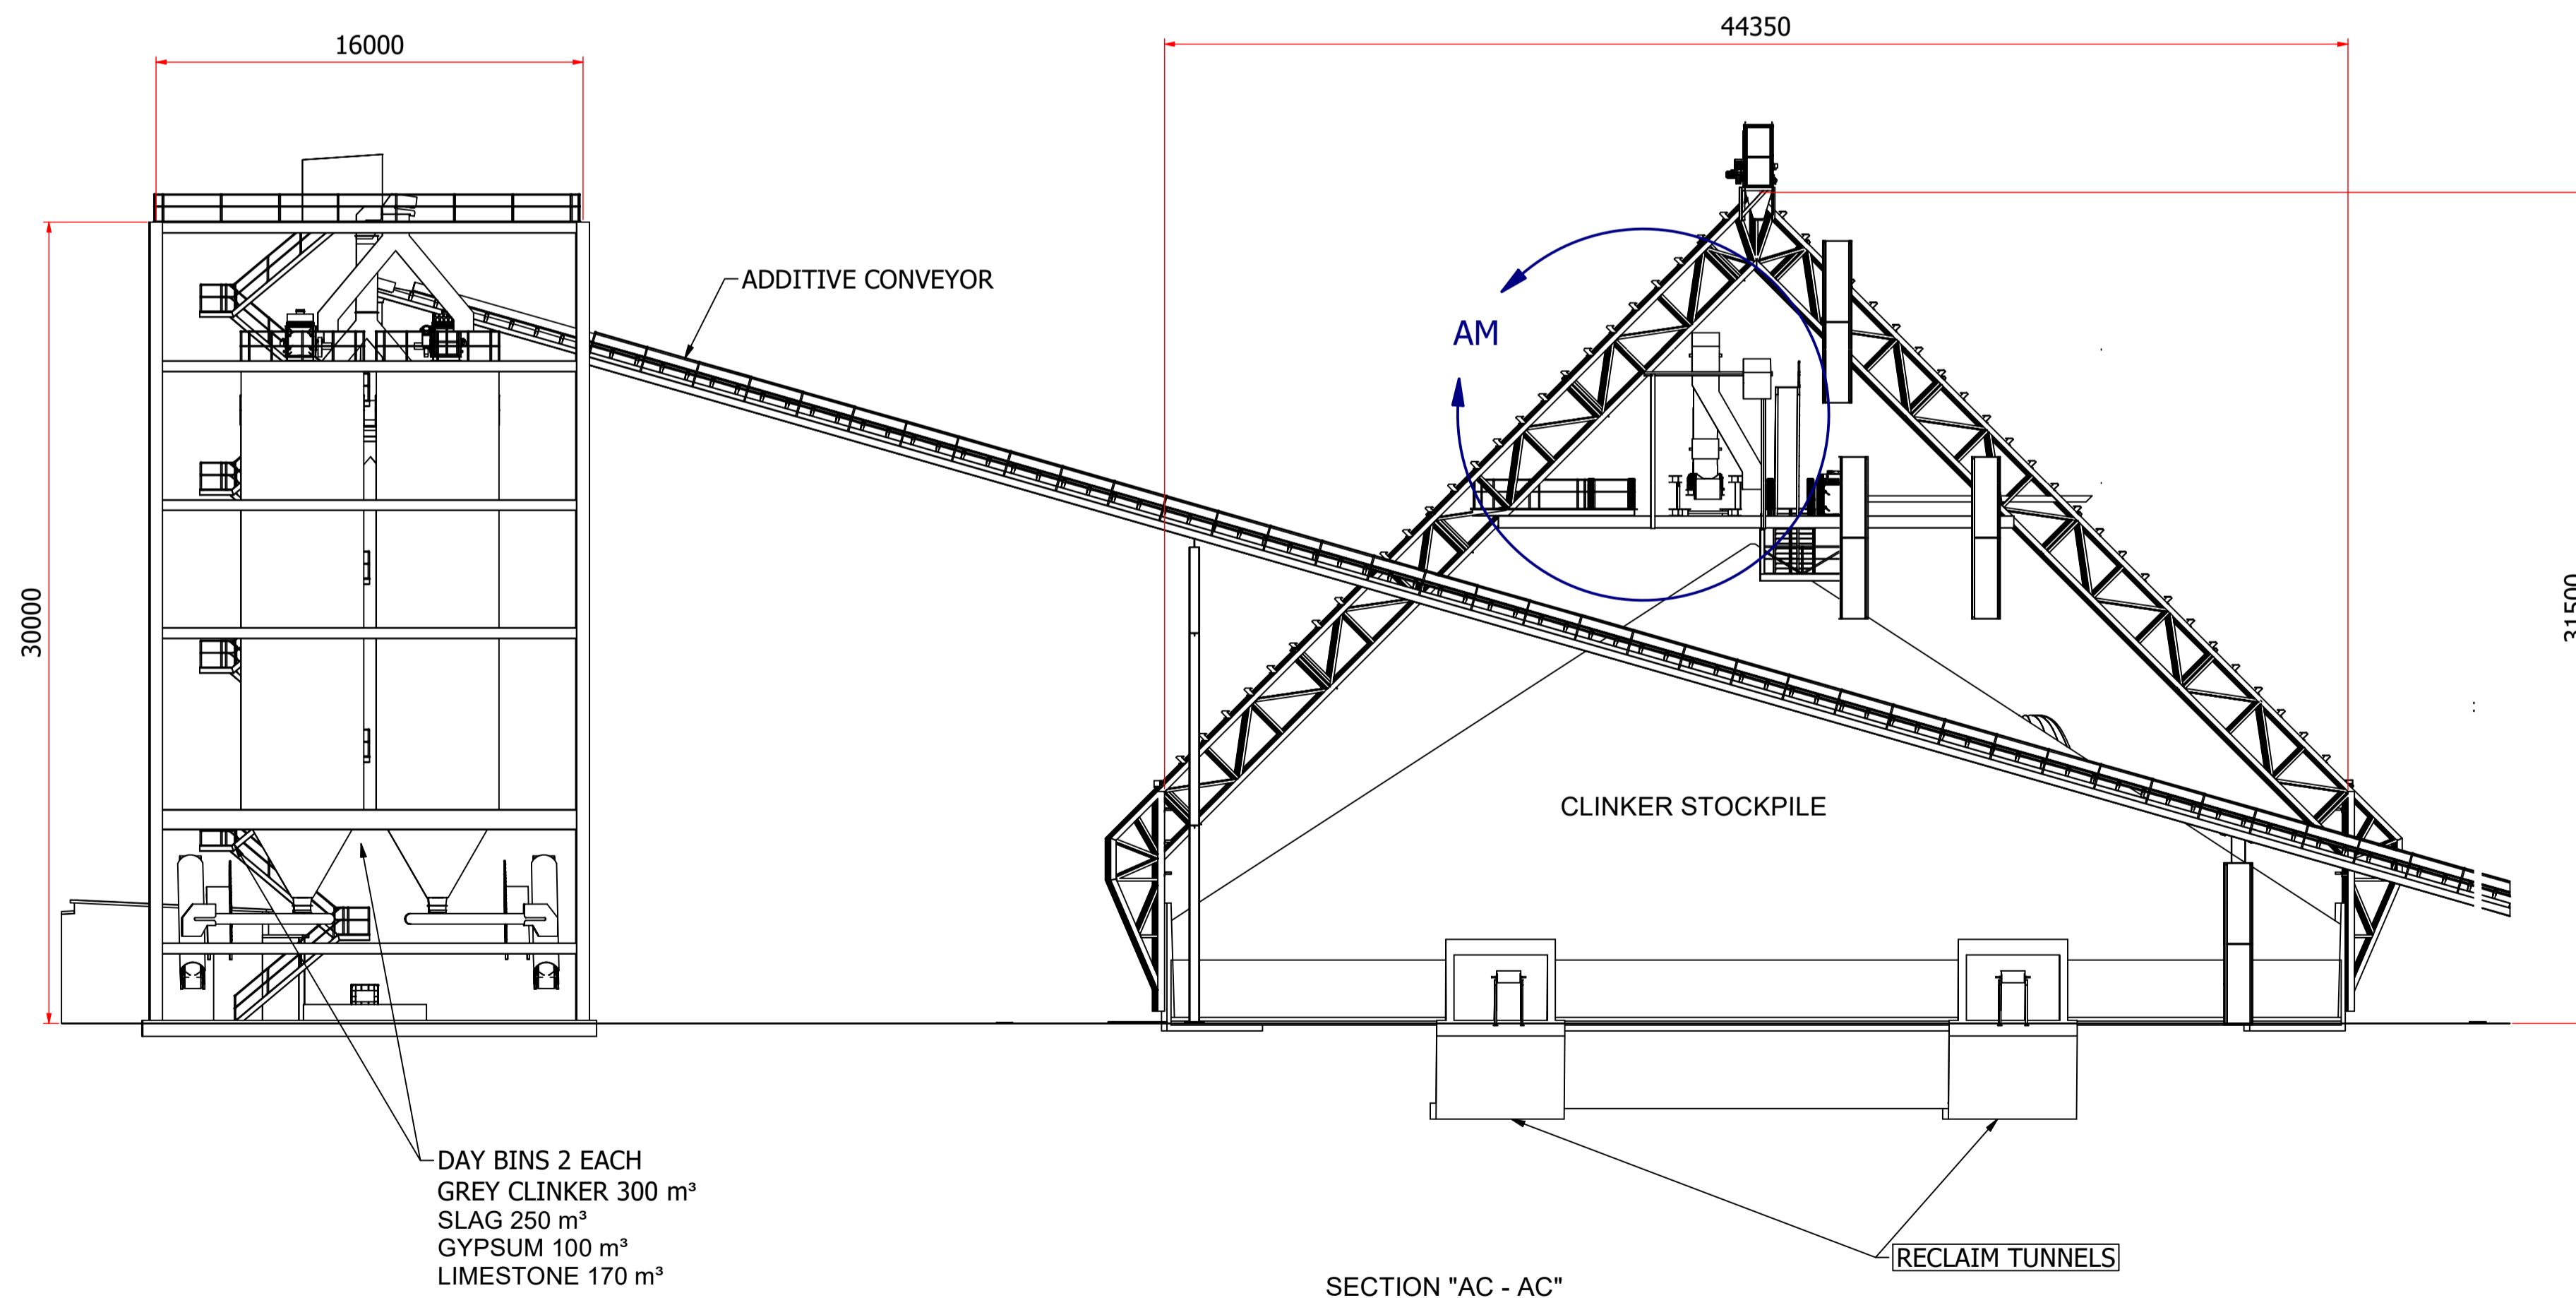 16000
44350
ADDITIVE CONVEYOR
AM
30000
31500
CLINKER STOCKPILE
DAY BINS 2 EACH
GREY CLINKER 300 m³
SLAG 250 m³
GYPSUM 100 m³
LIMESTONE 170 m³
RECLAIM TUNNELS
SECTION "AC - AC"